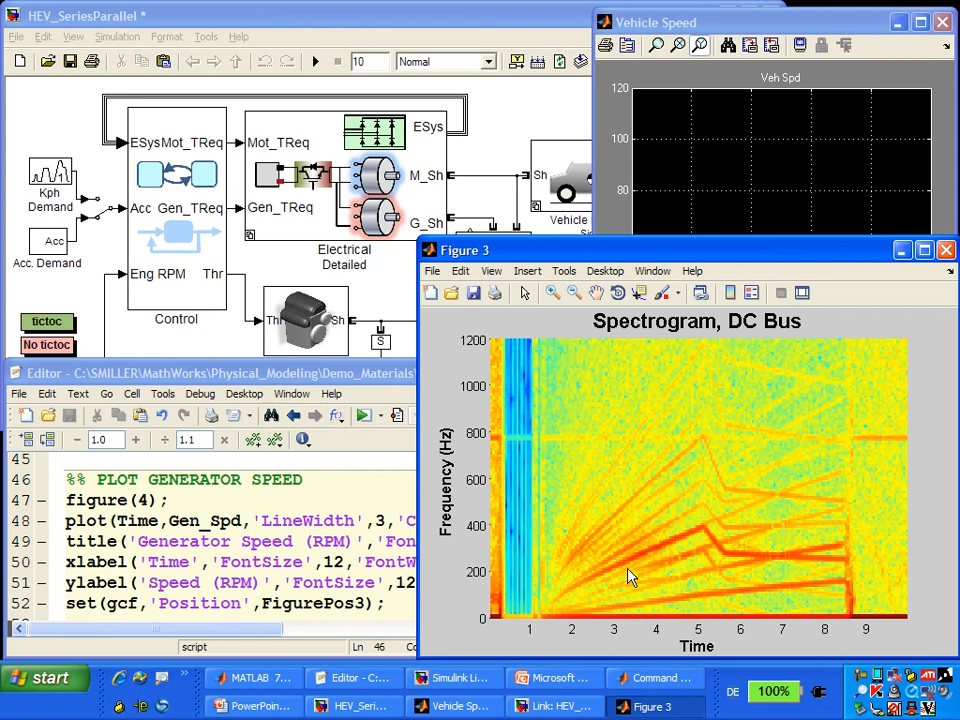 HEV_SeriesParallel *
File Edit View Simulation Format Tools Help
10
Normal
ESys
Mot_TReq
Mot_TReq
ESys
M_Sh
Kph
Demand
Acc
Gen_TReq
Gen_TReq
G_Sh
Acc
Acc. Demand
Eng RPM
Thr
Electrical
Detailed
Control
Thr
Sh
S
Sh
Vehicle
tictoc
No tictoc
Vehicle Speed
Veh Spd
120
100
80
Editor - C:\SMILLER\MathWorks\Physical_Modeling\Demo_Materials\
File Edit Text Go Cell Tools Debug Desktop Window Help
1.0
1.1
45
46 %% PLOT GENERATOR SPEED
47 figure(4);
48 plot(Time,Gen_Spd,'LineWidth',3,'C
49 title('Generator Speed (RPM)','Fon
50 xlabel('Time','FontSize',12,'FontW
51 ylabel('Speed (RPM)','FontSize',12
52 set(gcf,'Position',FigurePos3);
script
Ln 46
Figure 3
File Edit View Insert Tools Desktop Window Help
Spectrogram, DC Bus
Frequency (Hz)
1200
1000
800
600
400
200
0
1 2 3 4 5 6 7 8 9
Time
start
MATLAB 7...
Editor - C:...
Simulink Li...
Microsoft ...
Command ...
PowerPoin...
HEV_Seri...
Vehicle Sp...
Link: HEV_...
Figure 3
DE
100%